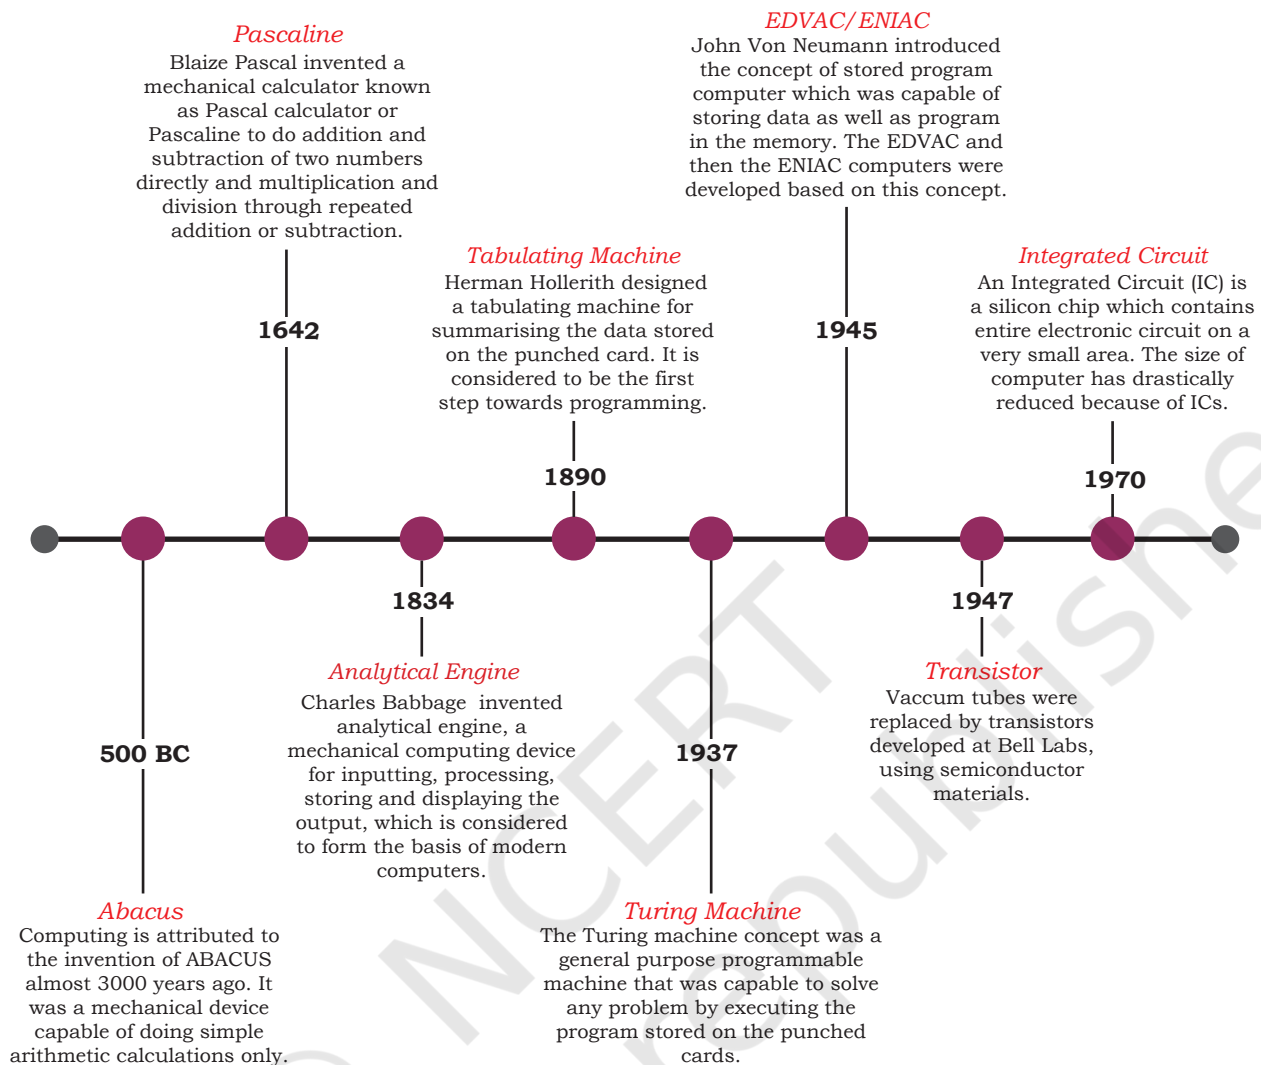 Pascaline
Blaize Pascal invented a
mechanical calculator known
as Pascal calculator or
Pascaline to do addition and
subtraction of two numbers
directly and multiplication and
division through repeated
addition or subtraction.
1642
EDVAC/ENIAC
John Von Neumann introduced
the concept of stored program
computer which was capable of
storing data as well as program
in the memory. The EDVAC and
then the ENIAC computers were
developed based on this concept.
1945
Tabulating Machine
Herman Hollerith designed
a tabulating machine for
summarising the data stored
on the punched card. It is
considered to be the first
step towards programming.
1890
Integrated Circuit
An Integrated Circuit (IC) is
a silicon chip which contains
entire electronic circuit on a
very small area. The size of
computer has drastically
reduced because of ICs.
1970
500 BC
Abacus
Computing is attributed to
the invention of ABACUS
almost 3000 years ago. It
was a mechanical device
capable of doing simple
arithmetic calculations only.
1834
Analytical Engine
Charles Babbage invented
analytical engine, a
mechanical computing device
for inputting, processing,
storing and displaying the
output, which is considered
to form the basis of modern
computers.
1937
Turing Machine
The Turing machine concept was a
general purpose programmable
machine that was capable to solve
any problem by executing the
program stored on the punched
cards.
1947
Transistor
Vaccum tubes were
replaced by transistors
developed at Bell Labs,
using semiconductor
materials.
© NCERT
republishe